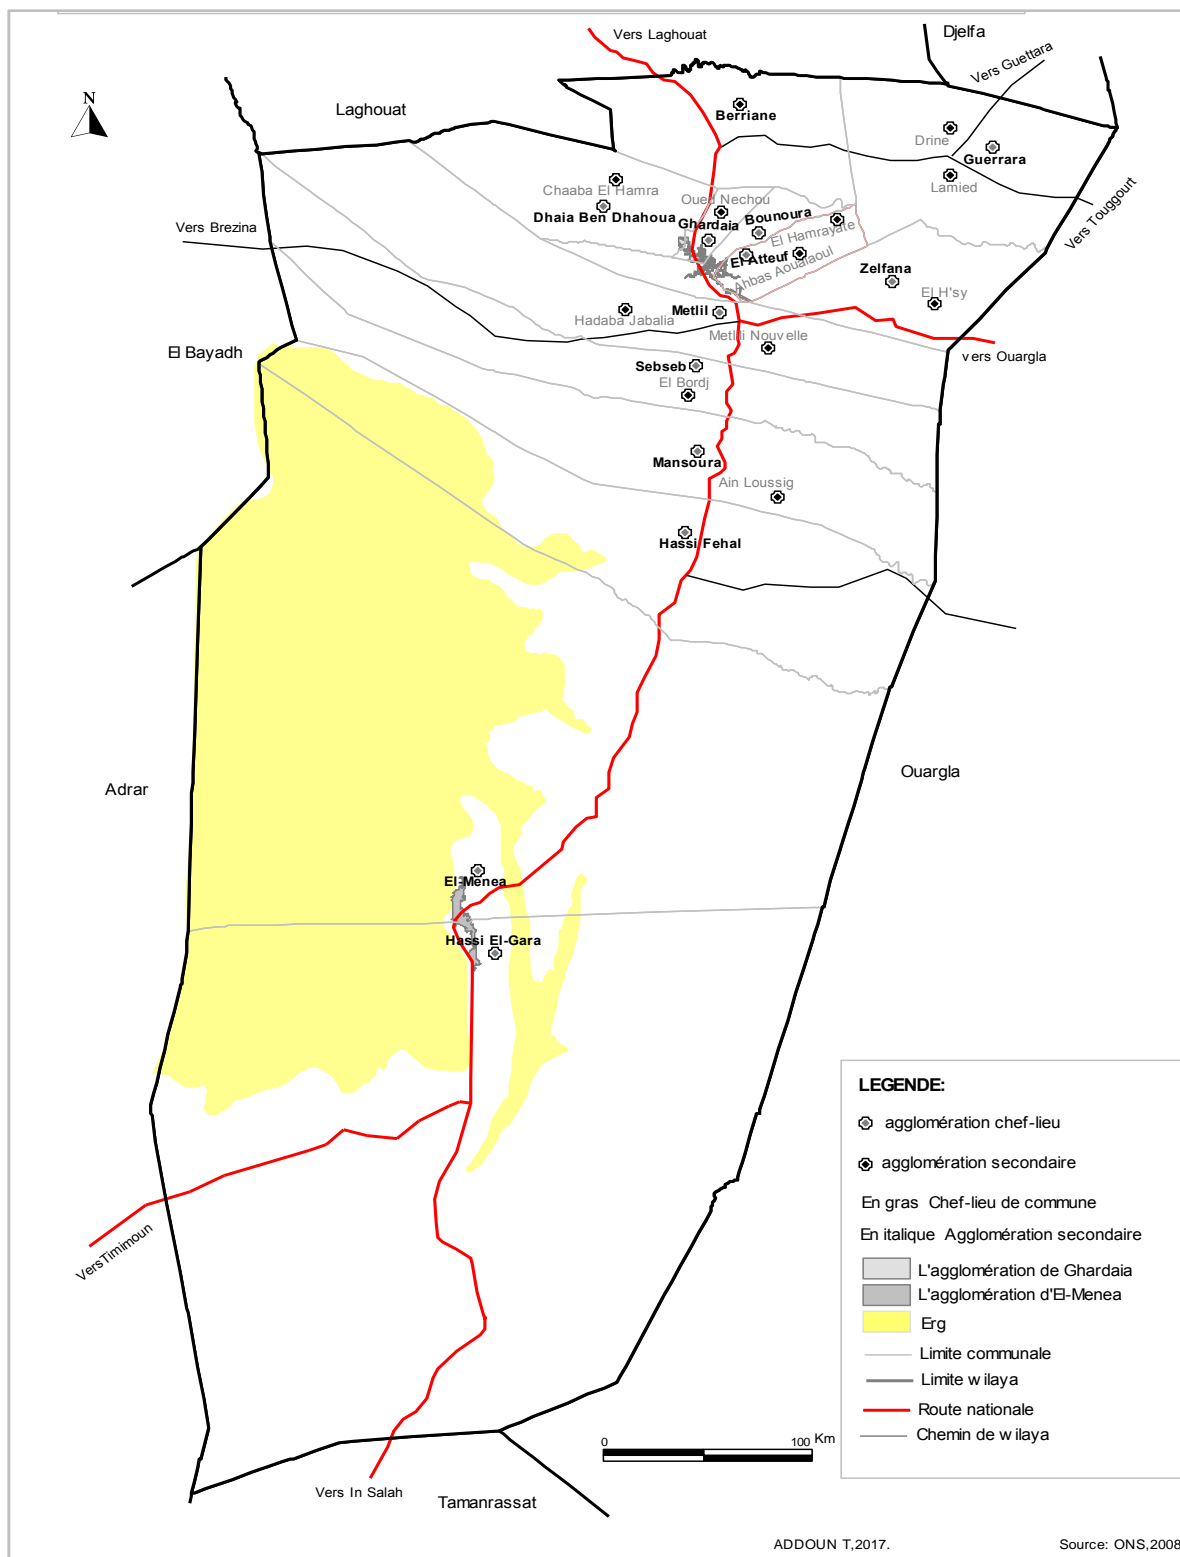 Vers Laghouat
Djelfa
Vers Guettara
N
Laghouat
Berriane
Drine
Guerrara
Lamied
Chaaba El Hamra
Dhaia Ben Dhahoua
Oued Nechou
Ghardaia
Bounoura
El Hamrayate
El Atteuf
Ahbas Aoualaoul
Vers Touggourt
Vers Brezina
Zelfana
El H'sy
Hadaba Jabalia
Metlil
Metlili Nouvelle
El Bayadh
vers Ouargla
Sebseb
El Bordj
Mansoura
Ain Loussig
Hassi Fehal
Adrar
Ouargla
El-Menea
Hassi El-Gara
Vers Timimoun
LEGENDE:
agglomération chef-lieu
agglomération secondaire
En gras Chef-lieu de commune
En italique Agglomération secondaire
L'agglomération de Ghardaia
L'agglomération d'El-Menea
Erg
Limite communale
Limite wilaya
Route nationale
Chemin de wilaya
0 100 Km
Vers In Salah
Tamanrassat
ADDOUN T,2017.
Source: ONS,2008